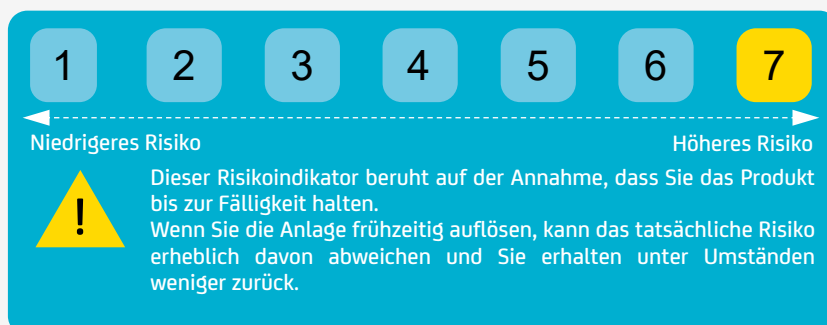 1 2 3 4 5 6 7
Niedrigeres Risiko Höheres Risiko
!
Dieser Risikoindikator beruht auf der Annahme, dass Sie das Produkt
bis zur Fälligkeit halten.
Wenn Sie die Anlage frühzeitig auflösen, kann das tatsächliche Risiko
erheblich davon abweichen und Sie erhalten unter Umständen
weniger zurück.